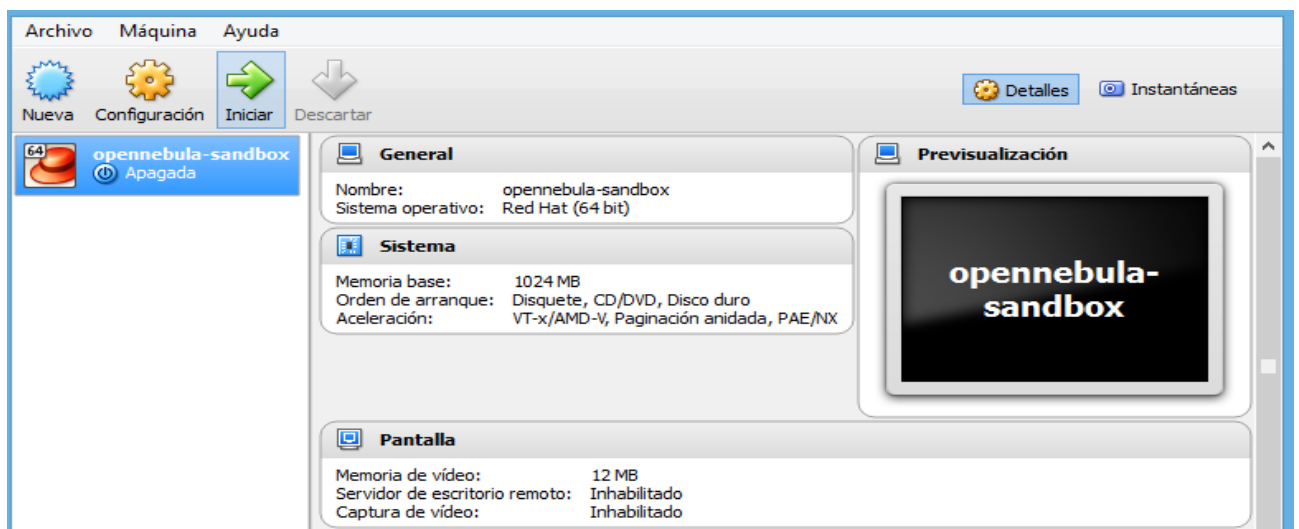 Archivo Máquina Ayuda
Nueva Configuración Iniciar Descartar
Detalles Instantáneas
64
opennebula-sandbox
Apagada
General
Nombre: opennebula-sandbox
Sistema operativo: Red Hat (64 bit)
Sistema
Memoria base: 1024 MB
Orden de arranque: Disquete, CD/DVD, Disco duro
Aceleración: VT-x/AMD-V, Paginación anidada, PAE/NX
Previsualización
opennebula-
sandbox
Pantalla
Memoria de vídeo: 12 MB
Servidor de escritorio remoto: Inhabilitado
Captura de vídeo: Inhabilitado